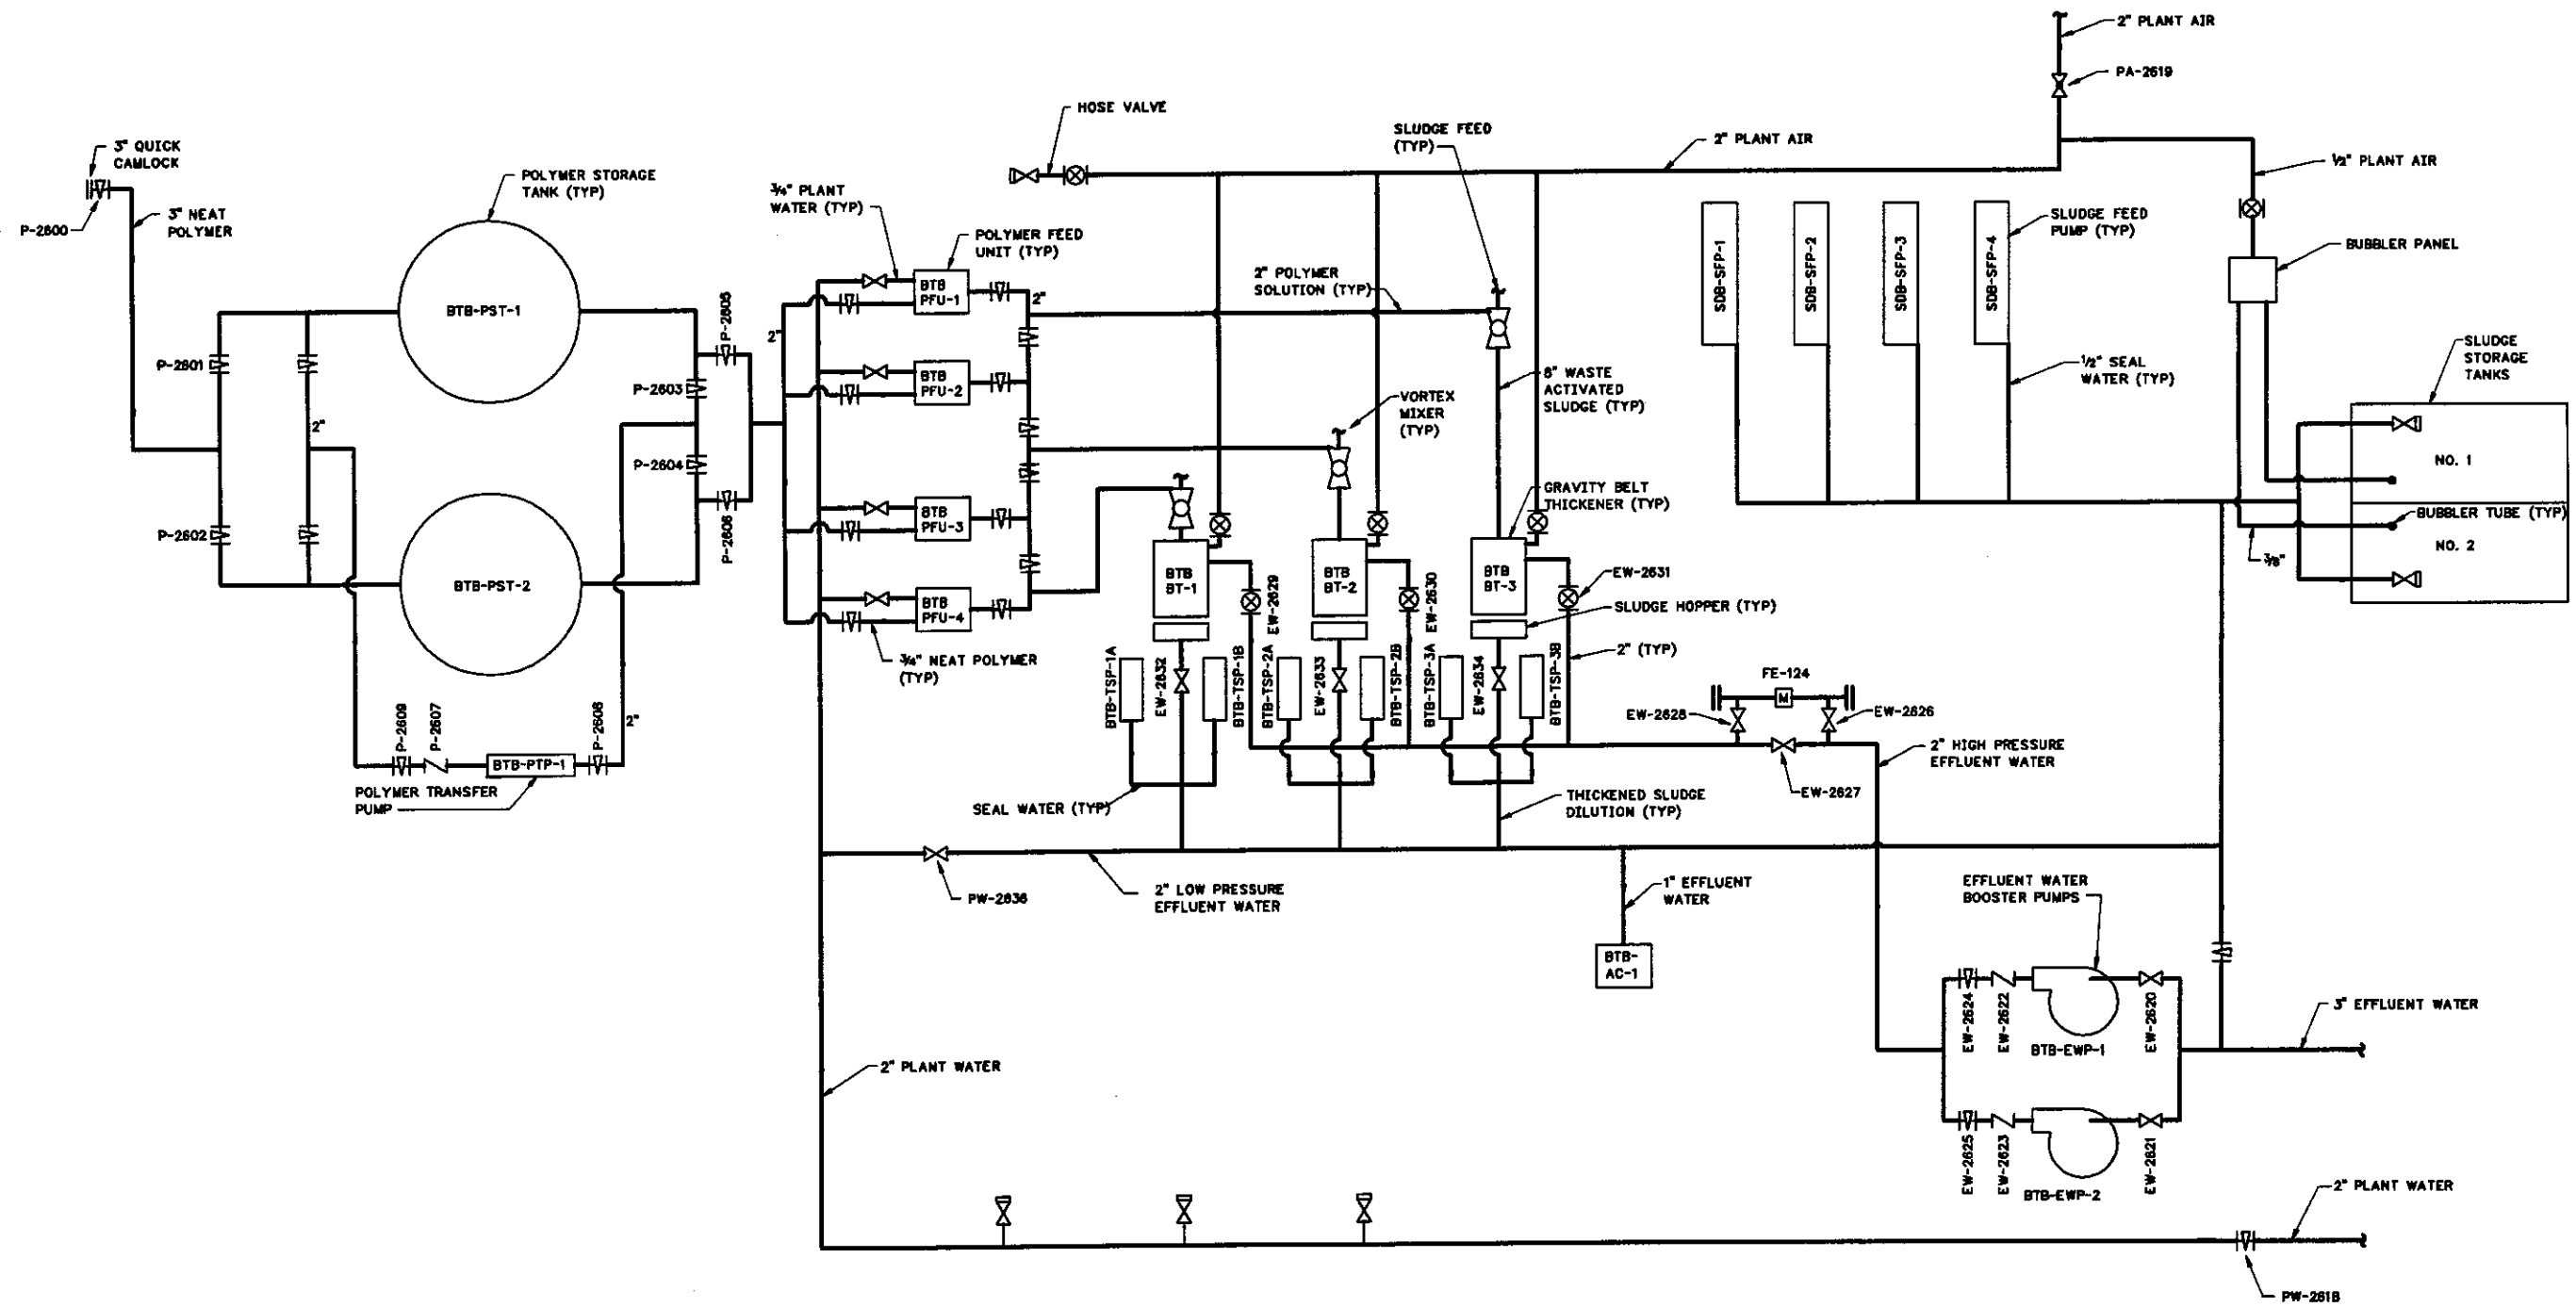 2" PLANT AIR
PA-2619
HOSE VALVE
SLUDGE FEED
(TYP)
2" PLANT AIR
3" QUICK
CAMLOCK
POLYMER STORAGE
TANK (TYP)
½" PLANT AIR
¾" PLANT
WATER (TYP)
P-2600
3" NEAT
POLYMER
POLYMER FEED
UNIT (TYP)
SLUDGE FEED
PUMP (TYP)
BUBBLER PANEL
SDB-SFP-1
SDB-SFP-2
SDB-SFP-3
SDB-SFP-4
2" POLYMER
SOLUTION (TYP)
BTB
PFU-1
2"
BTB-PST-1
P-2605
2"
SLUDGE
STORAGE
TANKS
P-2601
P-2603
BTB
PFU-2
VORTEX
MIXER
(TYP)
8" WASTE
ACTIVATED
SLUDGE (TYP)
½" SEAL
WATER (TYP)
2"
P-2604
NO. 1
GRAVITY BELT
THICKENER (TYP)
BUBBLER TUBE (TYP)
P-2602
P-2606
BTB
PFU-3
NO. 2
⅜"
BTB-PST-2
BTB
PFU-4
BTB
BT-1
BTB
BT-2
BTB
BT-3
EW-2629
EW-2630
EW-2631
SLUDGE HOPPER (TYP)
¾" NEAT POLYMER
(TYP)
BTB-TSP-1A
EW-2632
BTB-TSP-1B
BTB-TSP-2A
EW-2633
BTB-TSP-2B
BTB-TSP-3A
EW-2634
BTB-TSP-3B
2" (TYP)
FE-124
M
EW-2628
EW-2626
P-2609
P-2607
P-2608
2"
BTB-PTP-1
2" HIGH PRESSURE
EFFLUENT WATER
POLYMER TRANSFER
PUMP
SEAL WATER (TYP)
THICKENED SLUDGE
DILUTION (TYP)
EW-2627
PW-2636
2" LOW PRESSURE
EFFLUENT WATER
1" EFFLUENT
WATER
EFFLUENT WATER
BOOSTER PUMPS
BTB-
AC-1
EW-2624
EW-2622
EW-2620
BTB-EWP-1
3" EFFLUENT WATER
2" PLANT WATER
EW-2625
EW-2623
EW-2621
BTB-EWP-2
2" PLANT WATER
PW-2618